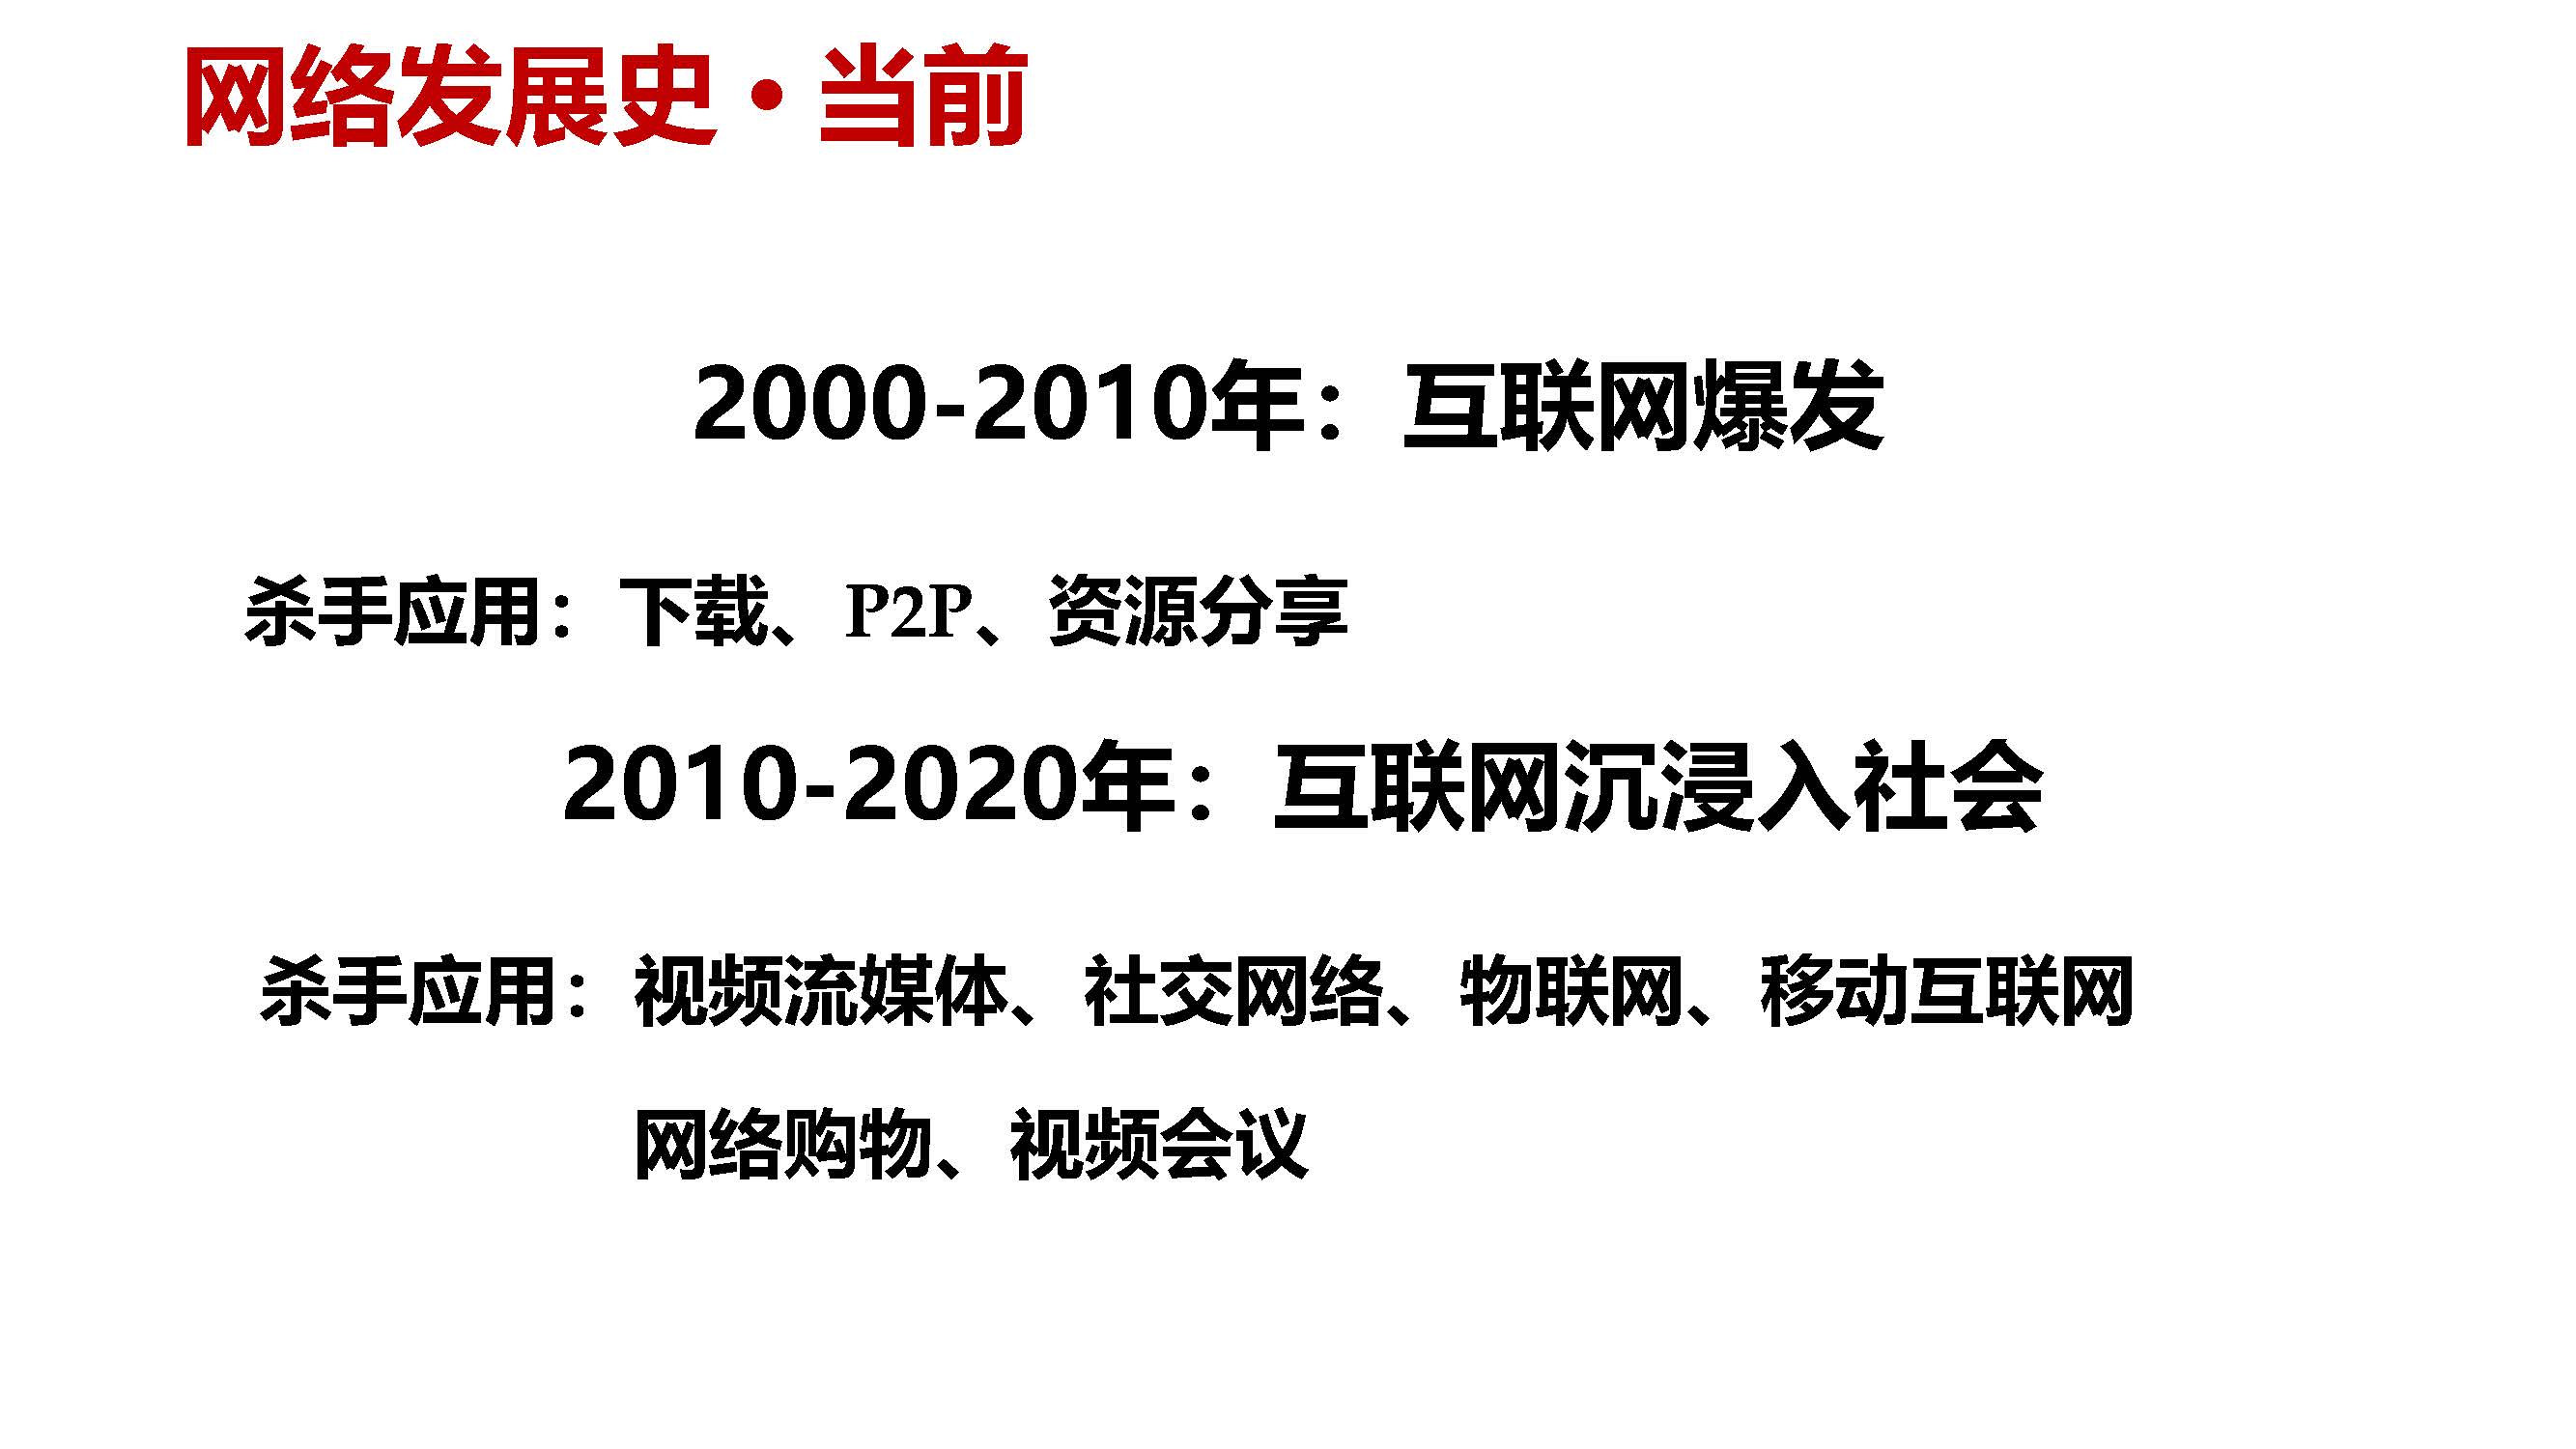 网络发展史·当前
2000-2010年：互联网爆发
杀手应用：下载、P2P、资源分享
2010-2020年：互联网沉浸入社会
杀手应用：视频流媒体、社交网络、物联网、移动互联网
网络购物、视频会议